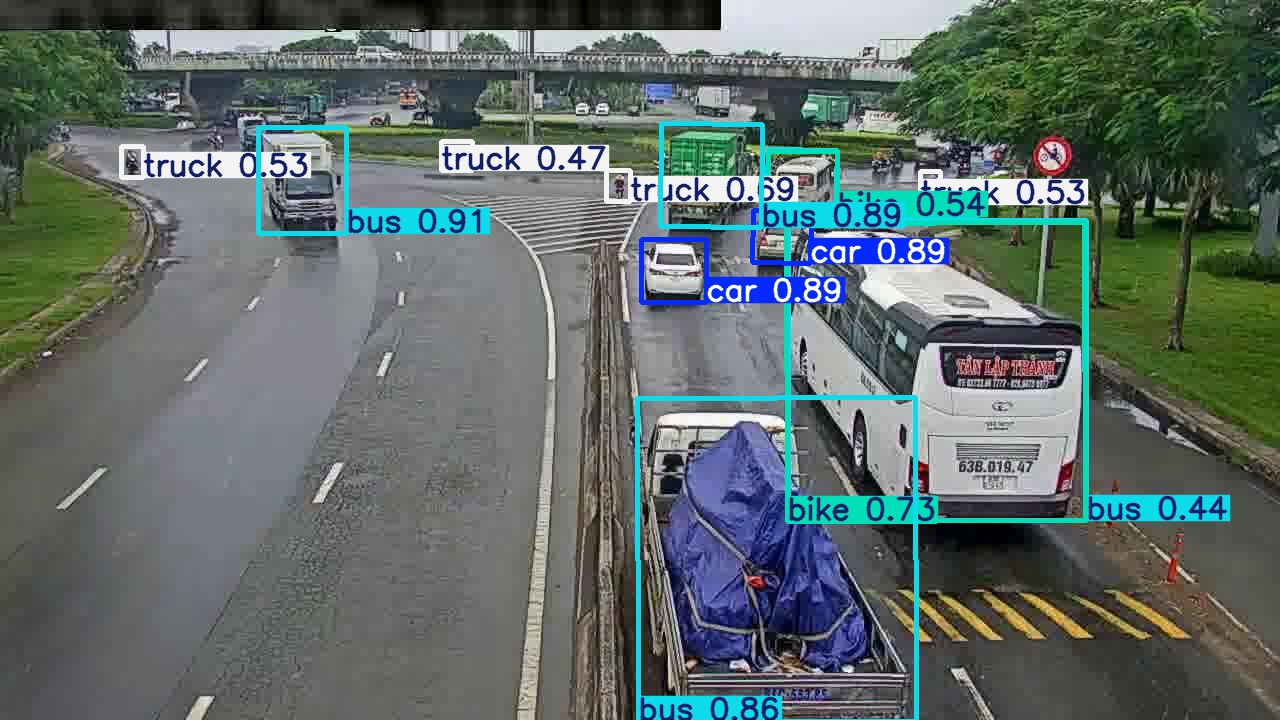 truck 0.53
truck 0.47
truck 0.69
truck 0.53
bike 0.54
bus 0.91
bus 0.89
car 0.89
car 0.89
TÂN LẬP THÀNH
63B.019.47
bike 0.73
bus 0.44
bus 0.86